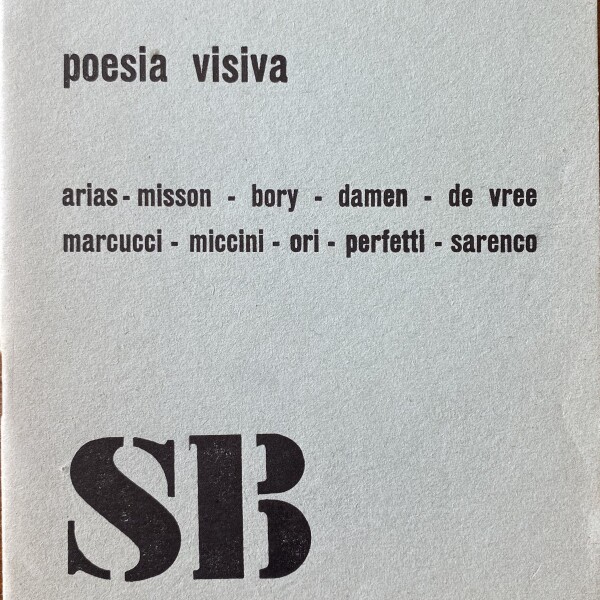 poesia visiva
arias - misson - bory - damen - de vree
marcucci - miccini - ori - perfetti - sarenco
SB